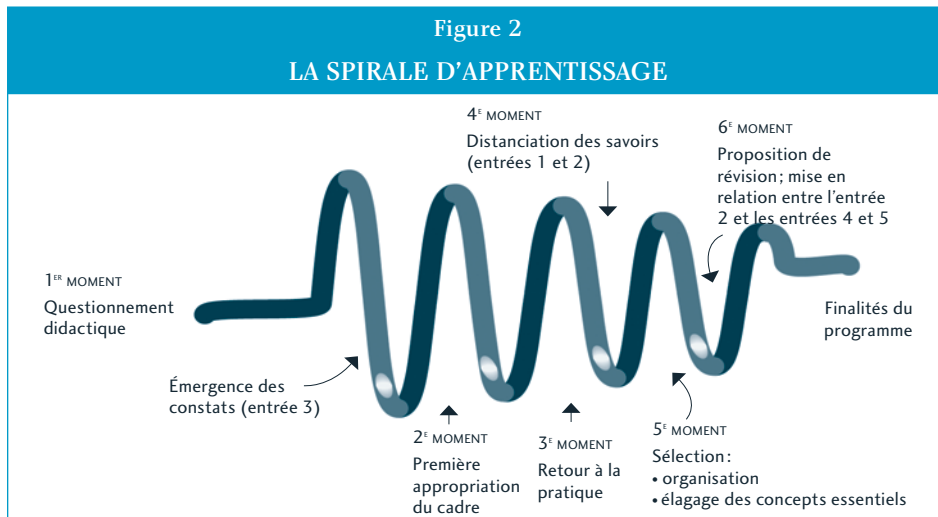 Figure 2
LA SPIRALE D'APPRENTISSAGE
1ER MOMENT
Questionnement
didactique
Émergence des
constats (entrée 3)
2E MOMENT
Première
appropriation
du cadre
3E MOMENT
Retour à la
pratique
4E MOMENT
Distanciation des savoirs
(entrées 1 et 2)
5E MOMENT
Sélection :
• organisation
• élagage des concepts essentiels
6E MOMENT
Proposition de
révision ; mise en
relation entre l'entrée
2 et les entrées 4 et 5
Finalités du
programme